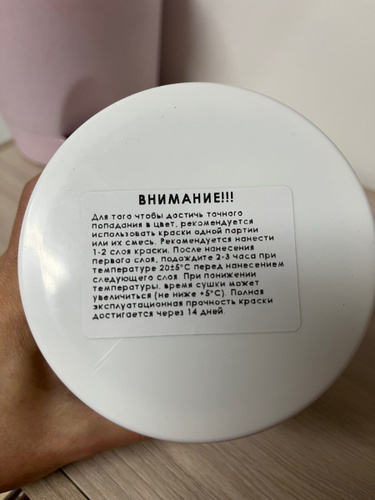 ВНИМАНИЕ!!!
Для того чтобы достичь точного
попадания в цвет, рекомендуется
использовать краски одной партии
или их смесь. Рекомендуется нанести
1-2 слоя краски. После нанесения
первого слоя, подождите 2-3 часа при
температуре 20±5°С перед нанесением
следующего слоя. При понижении
температуры, время сушки может
увеличиться (не ниже +5°С). Полная
эксплуатационная прочность краски
достигается через 14 дней.